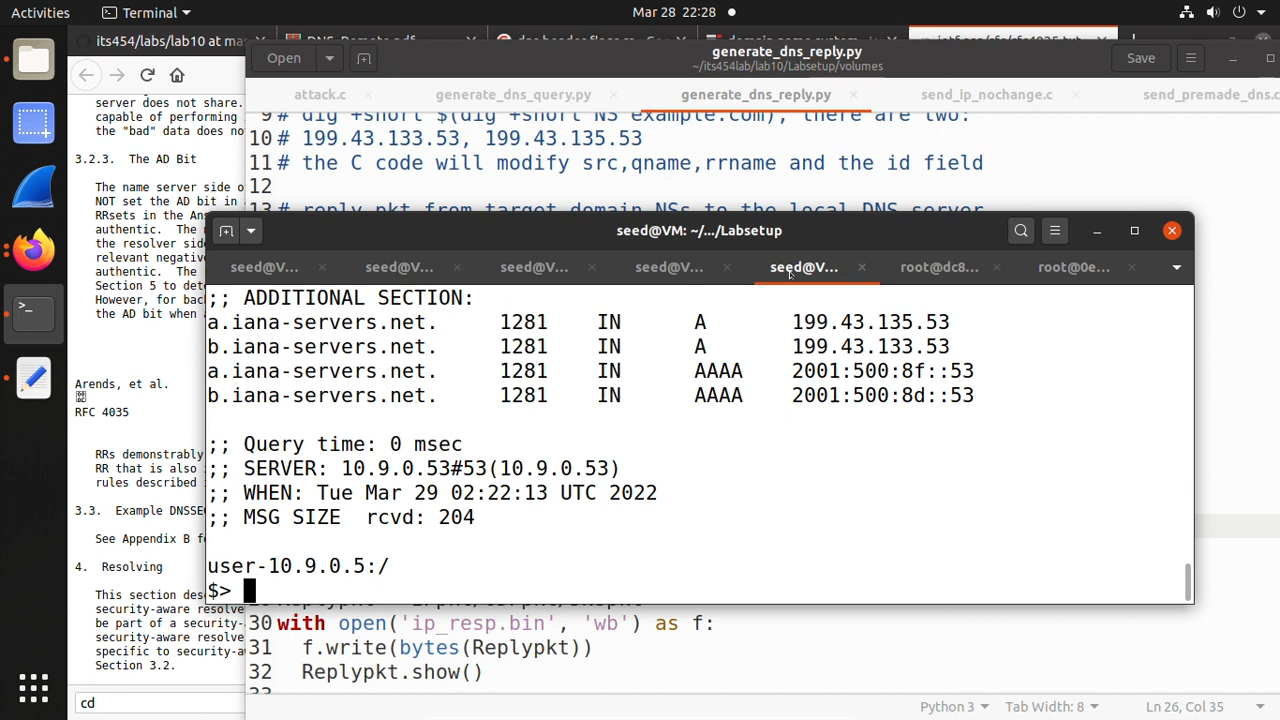 Activities
Terminal
Mar 28 22:28
its454/labs/lab10 at mas
generate_dns_reply.py
~/its454lab/lab10/Labsetup/volumes
Open
Save
attack.c
generate_dns_query.py
generate_dns_reply.py
send_ip_nochange.c
send_premade_dns.c
10 # 199.43.133.53, 199.43.135.53
11 # the C code will modify src,qname,rrname and the id field
12
server does not share.
capable of performing
the "bad" data does no
3.2.3. The AD Bit
The name server side o
NOT set the AD bit in
RRsets in the Ans
authentic. The
the resolver sid
relevant negativ
authentic. The
Section 5 to det
However, for bac
the AD bit when
Arends, et al.
RFC 4035
RRs demonstrably
RR that is also
rules described
3.3. Example DNSSE
See Appendix B f
4. Resolving
This section des
security-aware resolve
be part of a security-
security-aware resolve
specific to security-a
Section 3.2.
cd
seed@VM: ~/.../Labsetup
seed@V...
seed@V...
seed@V...
seed@V...
seed@V...
root@dc8...
root@0e...
;; ADDITIONAL SECTION:
a.iana-servers.net. 1281 IN A 199.43.135.53
b.iana-servers.net. 1281 IN A 199.43.133.53
a.iana-servers.net. 1281 IN AAAA 2001:500:8f::53
b.iana-servers.net. 1281 IN AAAA 2001:500:8d::53
;; Query time: 0 msec
;; SERVER: 10.9.0.53#53(10.9.0.53)
;; WHEN: Tue Mar 29 02:22:13 UTC 2022
;; MSG SIZE rcvd: 204
user-10.9.0.5:/
$>
30 with open('ip_resp.bin', 'wb') as f:
31 f.write(bytes(Replypkt))
32 Replypkt.show()
Python 3
Tab Width: 8
Ln 26, Col 35